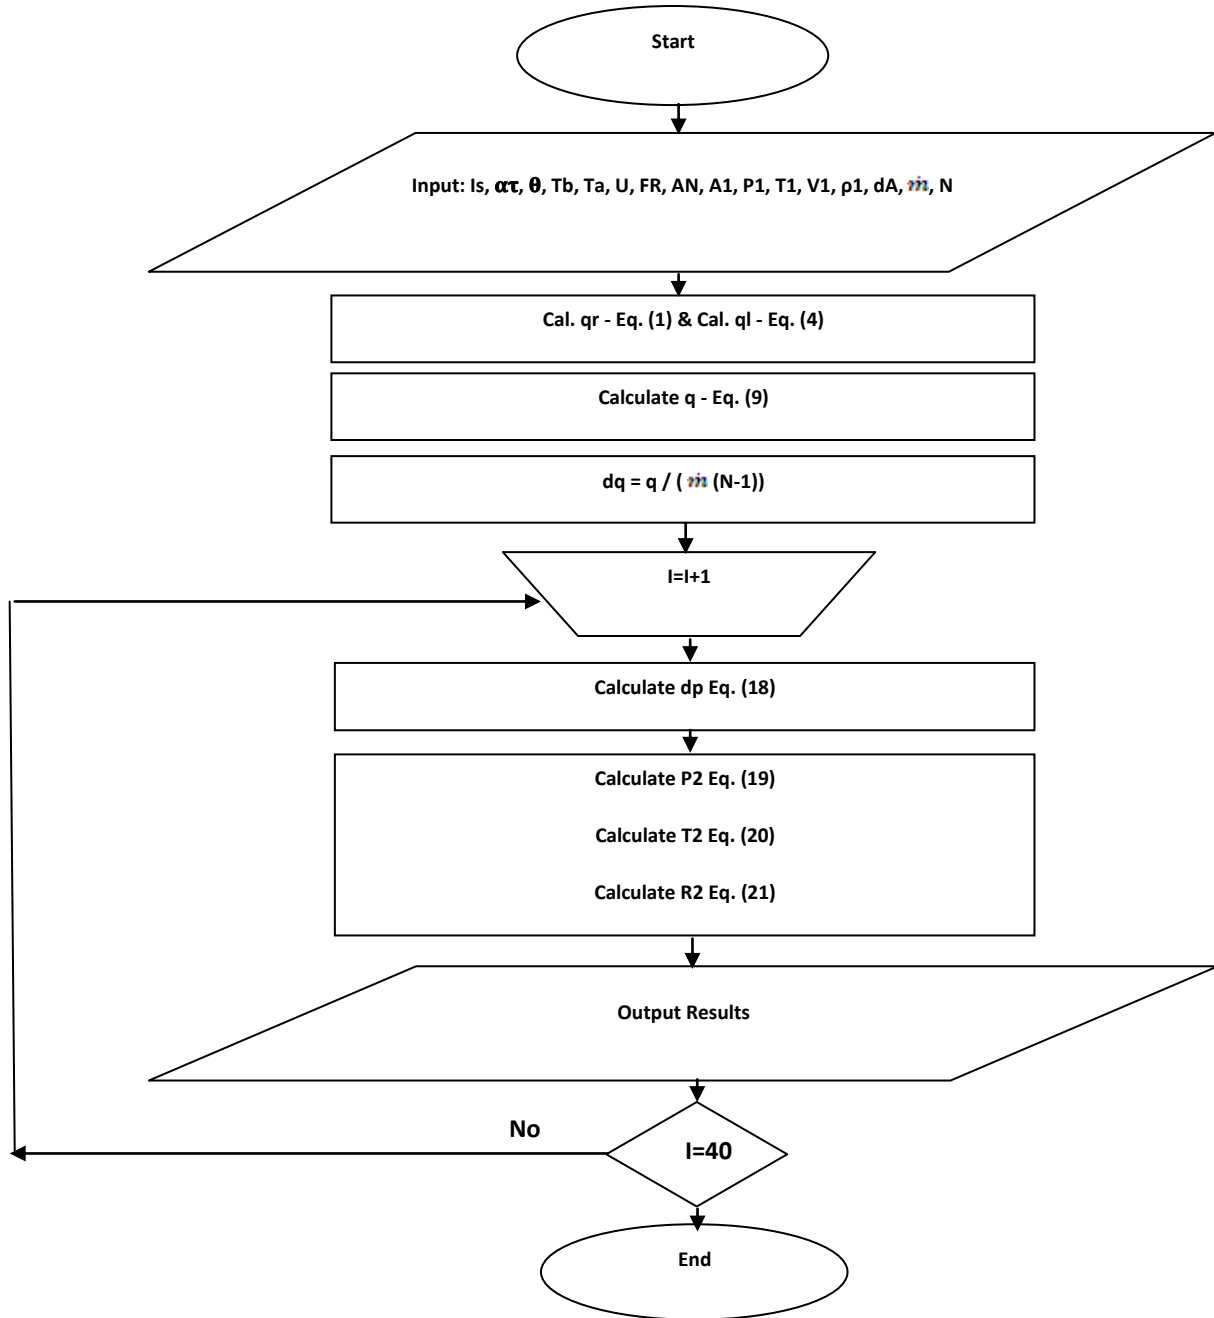 Start
Input: Is, ατ, θ, Tb, Ta, U, FR, AN, A1, P1, T1, V1, ρ1, dA, ṁ, N
Cal. qr - Eq. (1) & Cal. ql - Eq. (4)
Calculate q - Eq. (9)
dq = q / ( ṁ (N-1))
I=I+1
Calculate dp Eq. (18)
Calculate P2 Eq. (19)
Calculate T2 Eq. (20)
Calculate R2 Eq. (21)
Output Results
No
I=40
End